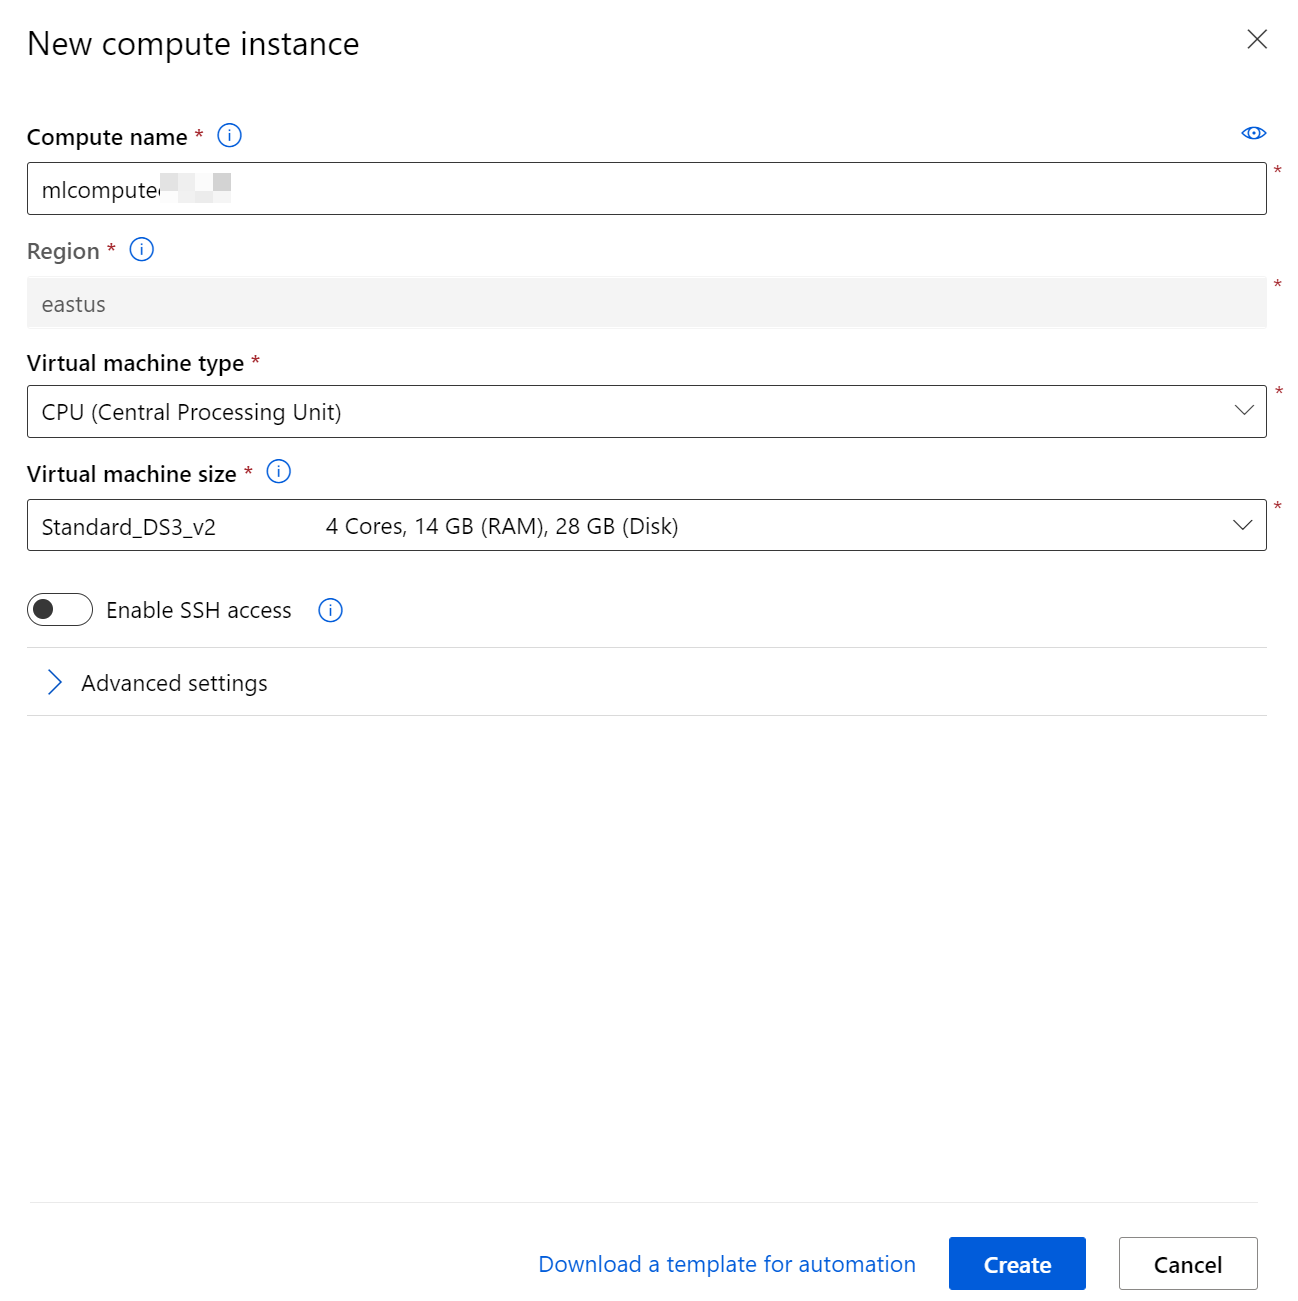 New compute instance
Compute name *
mlcompute
*
Region *
eastus
*
Virtual machine type *
CPU (Central Processing Unit)
*
Virtual machine size *
Standard_DS3_v2 4 Cores, 14 GB (RAM), 28 GB (Disk)
*
Enable SSH access
Advanced settings
Download a template for automation Create Cancel